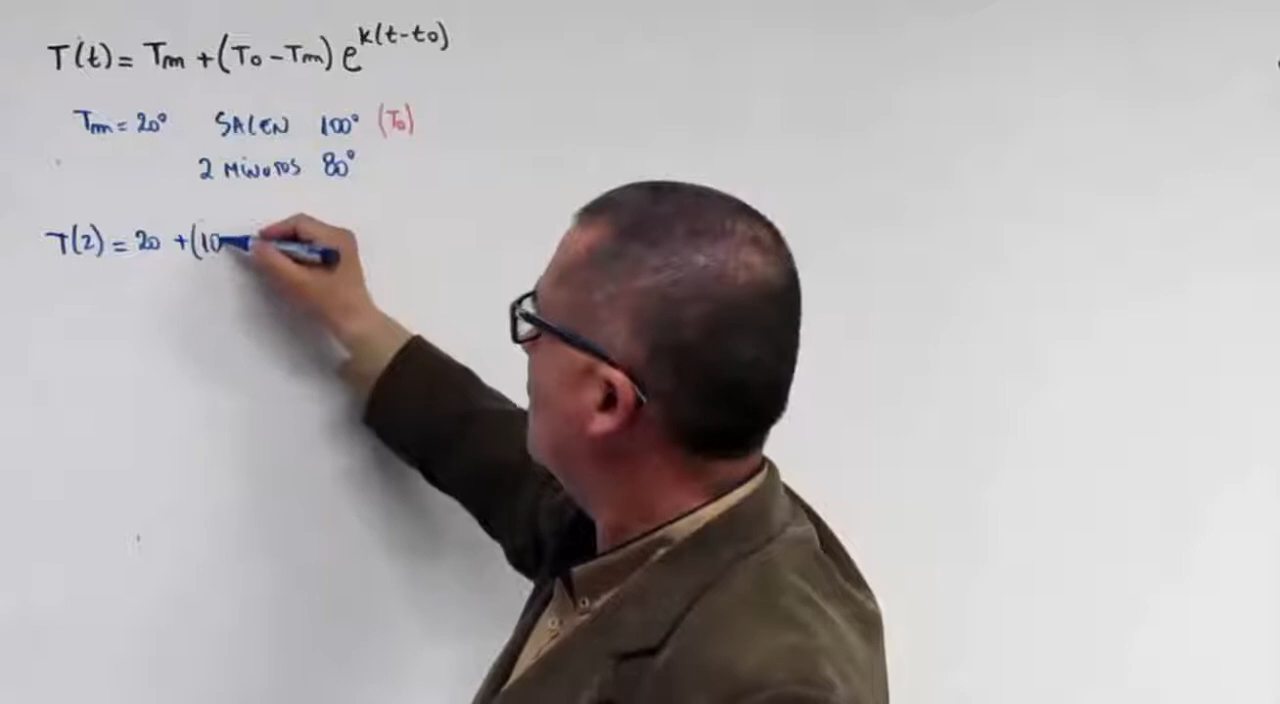 T(t) = Tm + (To - Tm) e^k(t-to)
Tm = 20° SALEN 100° (To)
2 MINUTOS 80°
T(2) = 20 + (10